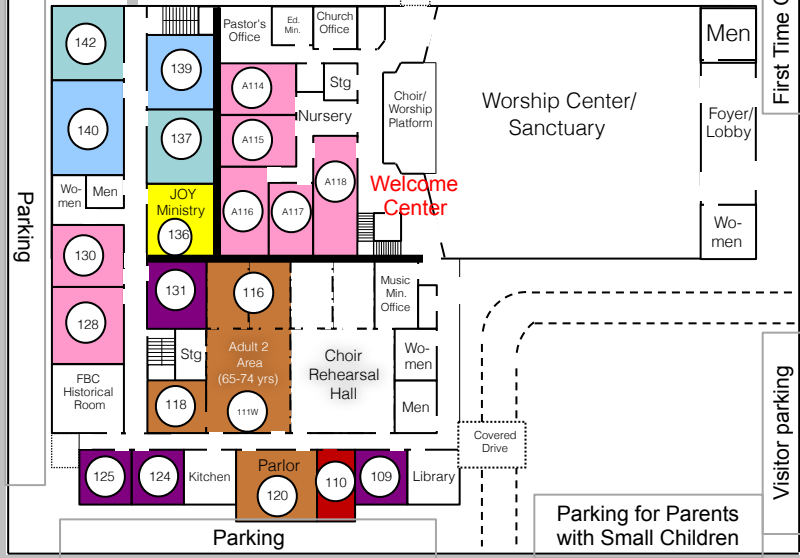 142
139
Pastor's
Office
Ed.
Min.
Church
Office
Men
First Time
140
137
A114
Stg
Nursery
Choir/
Worship
Platform
Worship Center/
Sanctuary
Foyer/
Lobby
A115
Wo-
men
Men
JOY
Ministry
136
A116
A117
A118
Welcome
Center
Wo-
men
Parking
130
131
116
Music
Min.
Office
128
Stg
Adult 2
Area
(65-74 yrs)
Choir
Rehearsal
Hall
Wo-
men
FBC
Historical
Room
118
111W
Men
Covered
Drive
Visitor parking
125
124
Kitchen
Parlor
120
110
109
Library
Parking
Parking for Parents
with Small Children